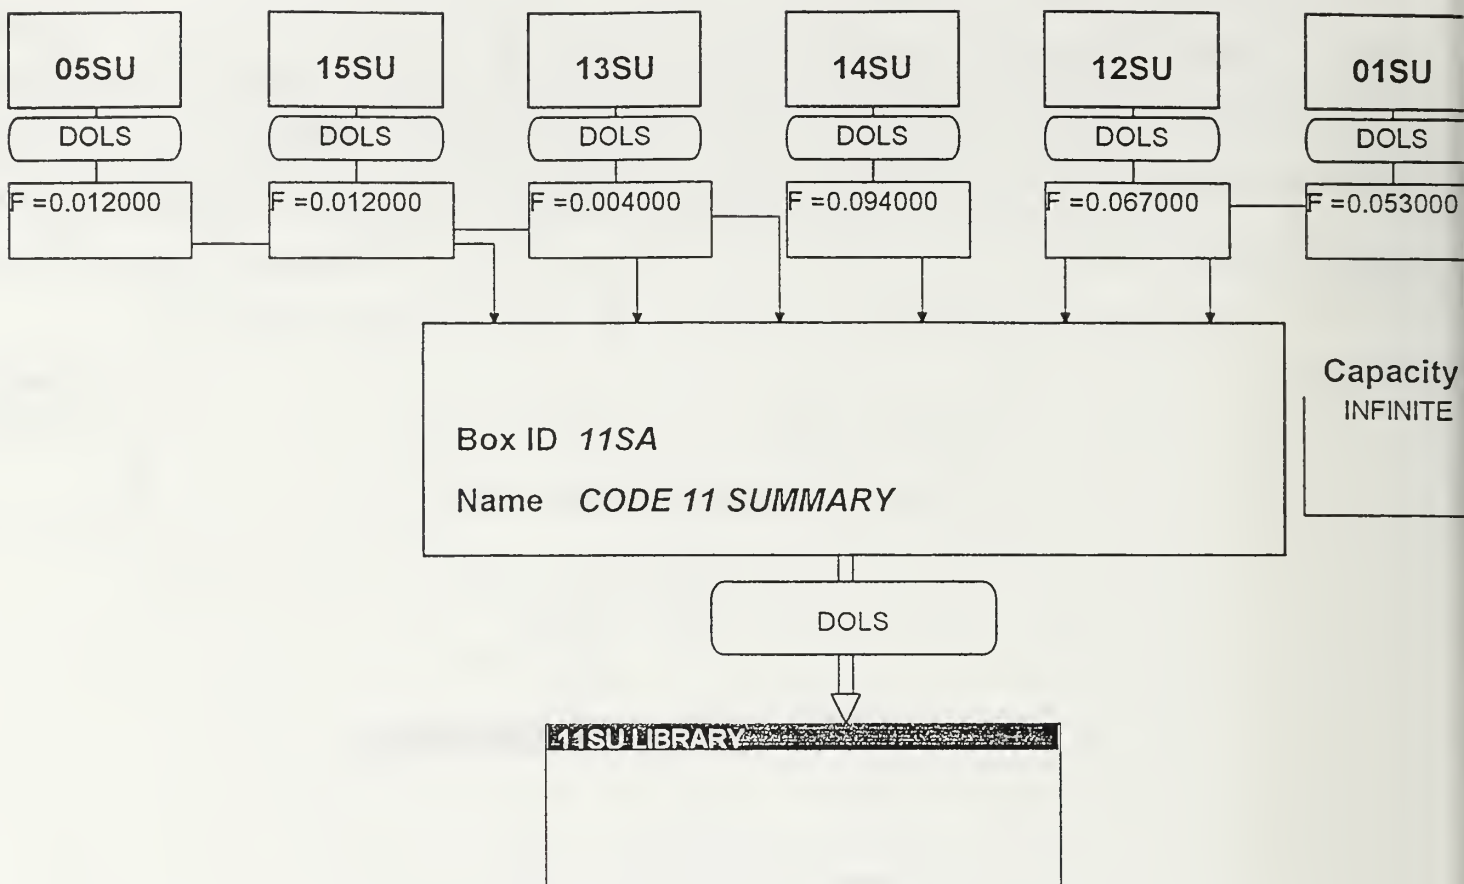 05SU 15SU 13SU 14SU 12SU 01SU
DOLS DOLS DOLS DOLS DOLS DOLS
F =0.012000 F =0.012000 F =0.004000 F =0.094000 F =0.067000 F =0.053000
Capacity
INFINITE
Box ID 11SA
Name CODE 11 SUMMARY
DOLS
11SU LIBRARY